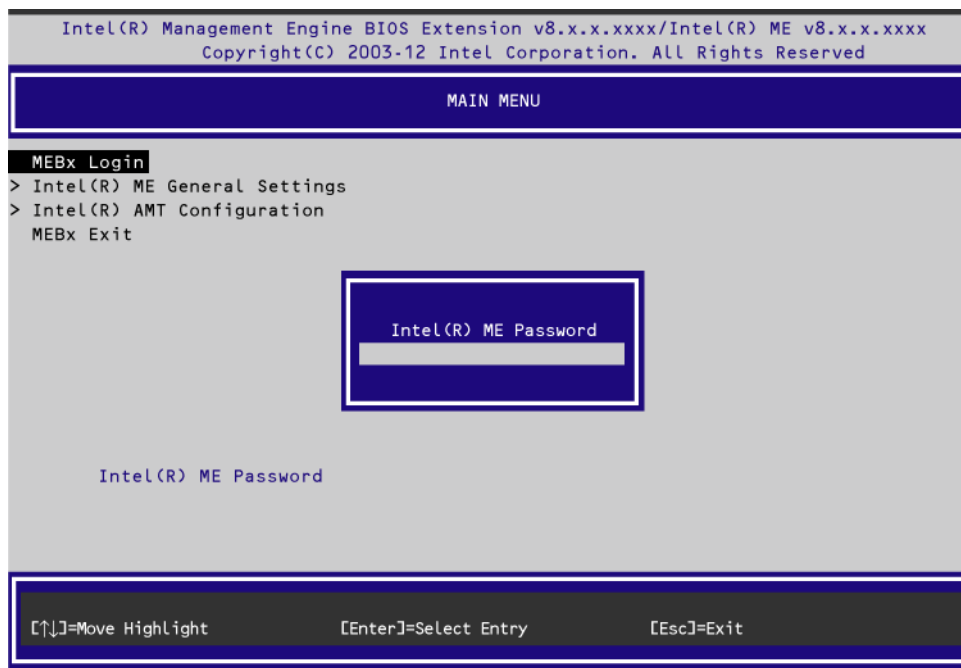 Intel(R) Management Engine BIOS Extension v8.x.x.xxxx/Intel(R) ME v8.x.x.xxxx
Copyright(C) 2003-12 Intel Corporation. All Rights Reserved
MAIN MENU
MEBx Login
> Intel(R) ME General Settings
> Intel(R) AMT Configuration
MEBx Exit
Intel(R) ME Password
Intel(R) ME Password
[↑↓]=Move Highlight [Enter]=Select Entry [Esc]=Exit